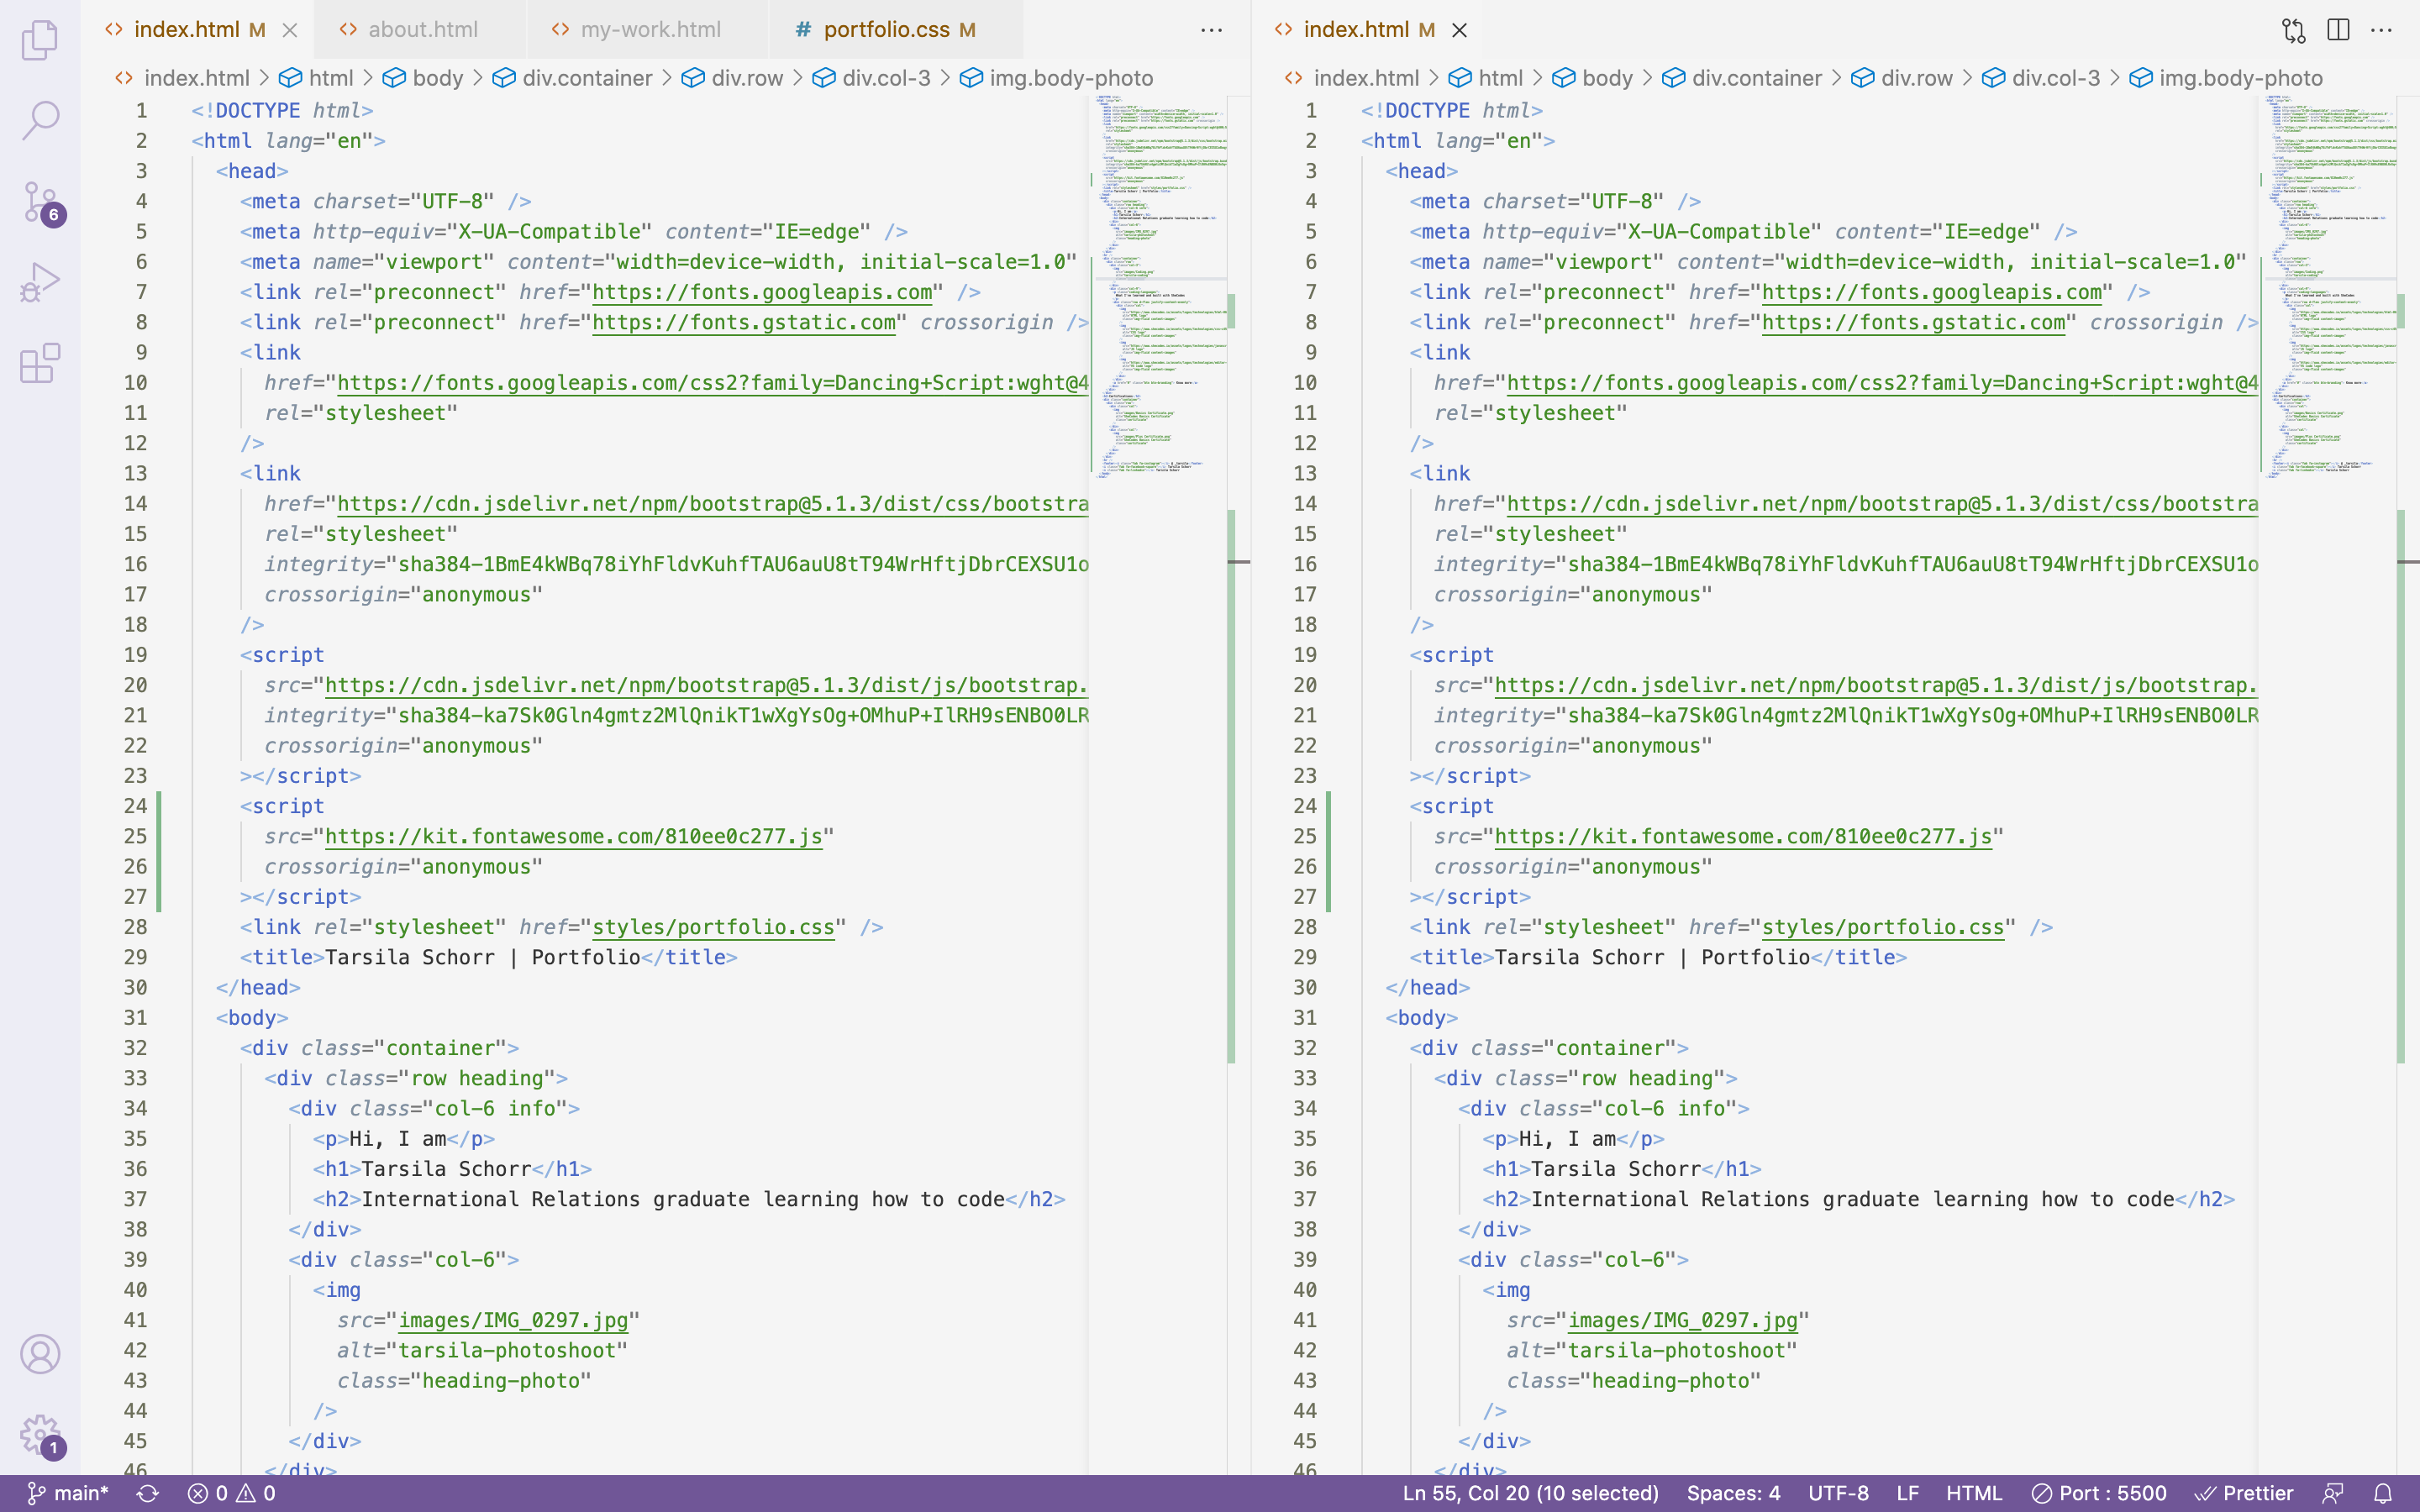 index.html M
about.html
my-work.html
# portfolio.css M
index.html > html > body > div.container > div.row > div.col-3 > img.body-photo
1 <!DOCTYPE html>
2 <html lang="en">
3 <head>
4 <meta charset="UTF-8" />
5 <meta http-equiv="X-UA-Compatible" content="IE=edge" />
6 <meta name="viewport" content="width=device-width, initial-scale=1.0"
7 <link rel="preconnect" href="https://fonts.googleapis.com" />
8 <link rel="preconnect" href="https://fonts.gstatic.com" crossorigin />
9 <link
10 href="https://fonts.googleapis.com/css2?family=Dancing+Script:wght@4
11 rel="stylesheet"
12 />
13 <link
14 href="https://cdn.jsdelivr.net/npm/bootstrap@5.1.3/dist/css/bootstra
15 rel="stylesheet"
16 integrity="sha384-1BmE4kWBq78iYhFldvKuhfTAU6auU8tT94WrHftjDbrCEXSU1o
17 crossorigin="anonymous"
18 />
19 <script
20 src="https://cdn.jsdelivr.net/npm/bootstrap@5.1.3/dist/js/bootstrap.
21 integrity="sha384-ka7Sk0Gln4gmtz2MlQnikT1wXgYsOg+OMhuP+IlRH9sENBO0LR
22 crossorigin="anonymous"
23 ></script>
24 <script
25 src="https://kit.fontawesome.com/810ee0c277.js"
26 crossorigin="anonymous"
27 ></script>
28 <link rel="stylesheet" href="styles/portfolio.css" />
29 <title>Tarsila Schorr | Portfolio</title>
30 </head>
31 <body>
32 <div class="container">
33 <div class="row heading">
34 <div class="col-6 info">
35 <p>Hi, I am</p>
36 <h1>Tarsila Schorr</h1>
37 <h2>International Relations graduate learning how to code</h2>
38 </div>
39 <div class="col-6">
40 <img
41 src="images/IMG_0297.jpg"
42 alt="tarsila-photoshoot"
43 class="heading-photo"
44 />
45 </div>
46 </div>
index.html M
index.html > html > body > div.container > div.row > div.col-3 > img.body-photo
1 <!DOCTYPE html>
2 <html lang="en">
3 <head>
4 <meta charset="UTF-8" />
5 <meta http-equiv="X-UA-Compatible" content="IE=edge" />
6 <meta name="viewport" content="width=device-width, initial-scale=1.0"
7 <link rel="preconnect" href="https://fonts.googleapis.com" />
8 <link rel="preconnect" href="https://fonts.gstatic.com" crossorigin />
9 <link
10 href="https://fonts.googleapis.com/css2?family=Dancing+Script:wght@4
11 rel="stylesheet"
12 />
13 <link
14 href="https://cdn.jsdelivr.net/npm/bootstrap@5.1.3/dist/css/bootstra
15 rel="stylesheet"
16 integrity="sha384-1BmE4kWBq78iYhFldvKuhfTAU6auU8tT94WrHftjDbrCEXSU1o
17 crossorigin="anonymous"
18 />
19 <script
20 src="https://cdn.jsdelivr.net/npm/bootstrap@5.1.3/dist/js/bootstrap.
21 integrity="sha384-ka7Sk0Gln4gmtz2MlQnikT1wXgYsOg+OMhuP+IlRH9sENBO0LR
22 crossorigin="anonymous"
23 ></script>
24 <script
25 src="https://kit.fontawesome.com/810ee0c277.js"
26 crossorigin="anonymous"
27 ></script>
28 <link rel="stylesheet" href="styles/portfolio.css" />
29 <title>Tarsila Schorr | Portfolio</title>
30 </head>
31 <body>
32 <div class="container">
33 <div class="row heading">
34 <div class="col-6 info">
35 <p>Hi, I am</p>
36 <h1>Tarsila Schorr</h1>
37 <h2>International Relations graduate learning how to code</h2>
38 </div>
39 <div class="col-6">
40 <img
41 src="images/IMG_0297.jpg"
42 alt="tarsila-photoshoot"
43 class="heading-photo"
44 />
45 </div>
46 </div>
6
1
main* 0 0 Ln 55, Col 20 (10 selected) Spaces: 4 UTF-8 LF HTML Port : 5500 Prettier